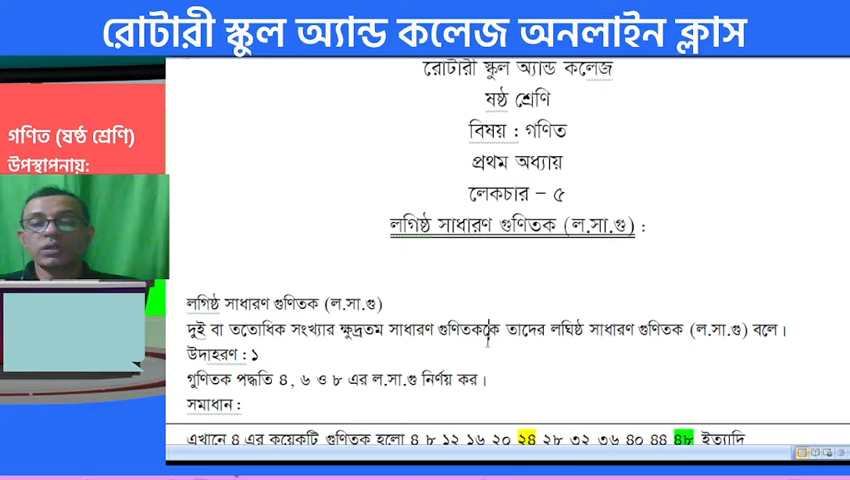 রোটারী স্কুল অ্যান্ড কলেজ অনলাইন ক্লাস
গণিত (ষষ্ঠ শ্রেণি)
উপস্থাপনায়:
রোটারী স্কুল অ্যান্ড কলেজ
ষষ্ঠ শ্রেণি
বিষয় : গণিত
প্রথম অধ্যায়
লেকচার – ৫
লগিষ্ঠ সাধারণ গুণিতক (ল.সা.গু) :
লগিষ্ঠ সাধারণ গুণিতক (ল.সা.গু)
দুই বা ততোধিক সংখ্যার ক্ষুদ্রতম সাধারণ গুণিতককে তাদের লঘিষ্ঠ সাধারণ গুণিতক (ল.সা.গু) বলে।
উদাহরণ : ১
গুণিতক পদ্ধতি ৪, ৬ ও ৮ এর ল.সা.গু নির্ণয় কর।
সমাধান:
এখানে ৪ এর কয়েকটি গুণিতক হলো ৪ ৮ ১২ ১৬ ২০ ২৪ ২৮ ৩২ ৩৬ ৪০ ৪৪ ৪৮ ইত্যাদি